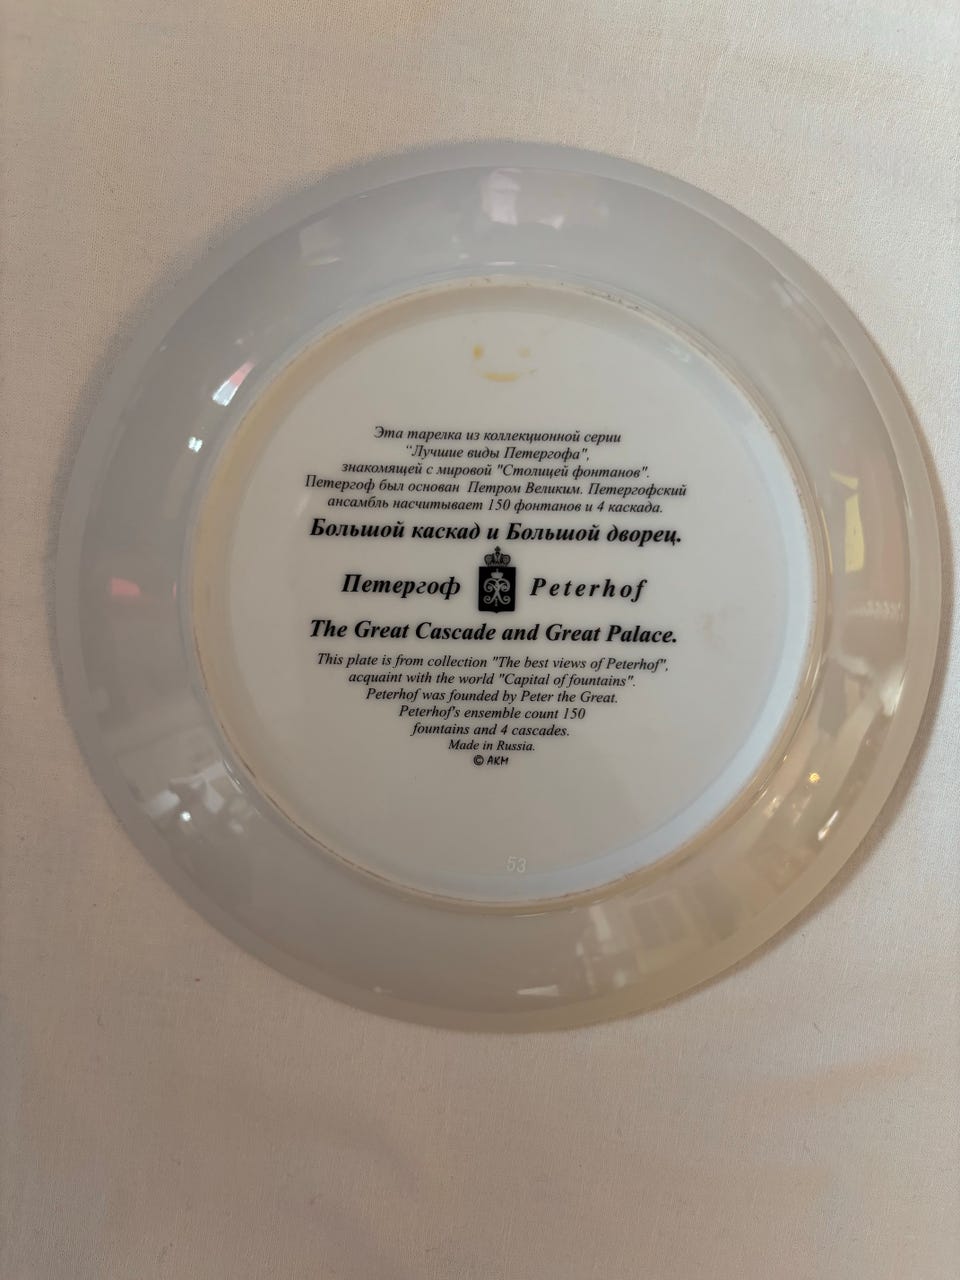 Эта тарелка из коллекционной серии
"Лучшие виды Петергофа",
знакомящей с мировой "Столицей фонтанов".
Петергоф был основан Петром Великим. Петергофский
ансамбль насчитывает 150 фонтанов и 4 каскада.
Большой каскад и Большой дворец.
Петергоф Peterhof
The Great Cascade and Great Palace.
This plate is from collection "The best views of Peterhof",
acquaint with the world "Capital of fountains".
Peterhof was founded by Peter the Great.
Peterhof's ensemble count 150
fountains and 4 cascades.
Made in Russia.
© АКМ
53